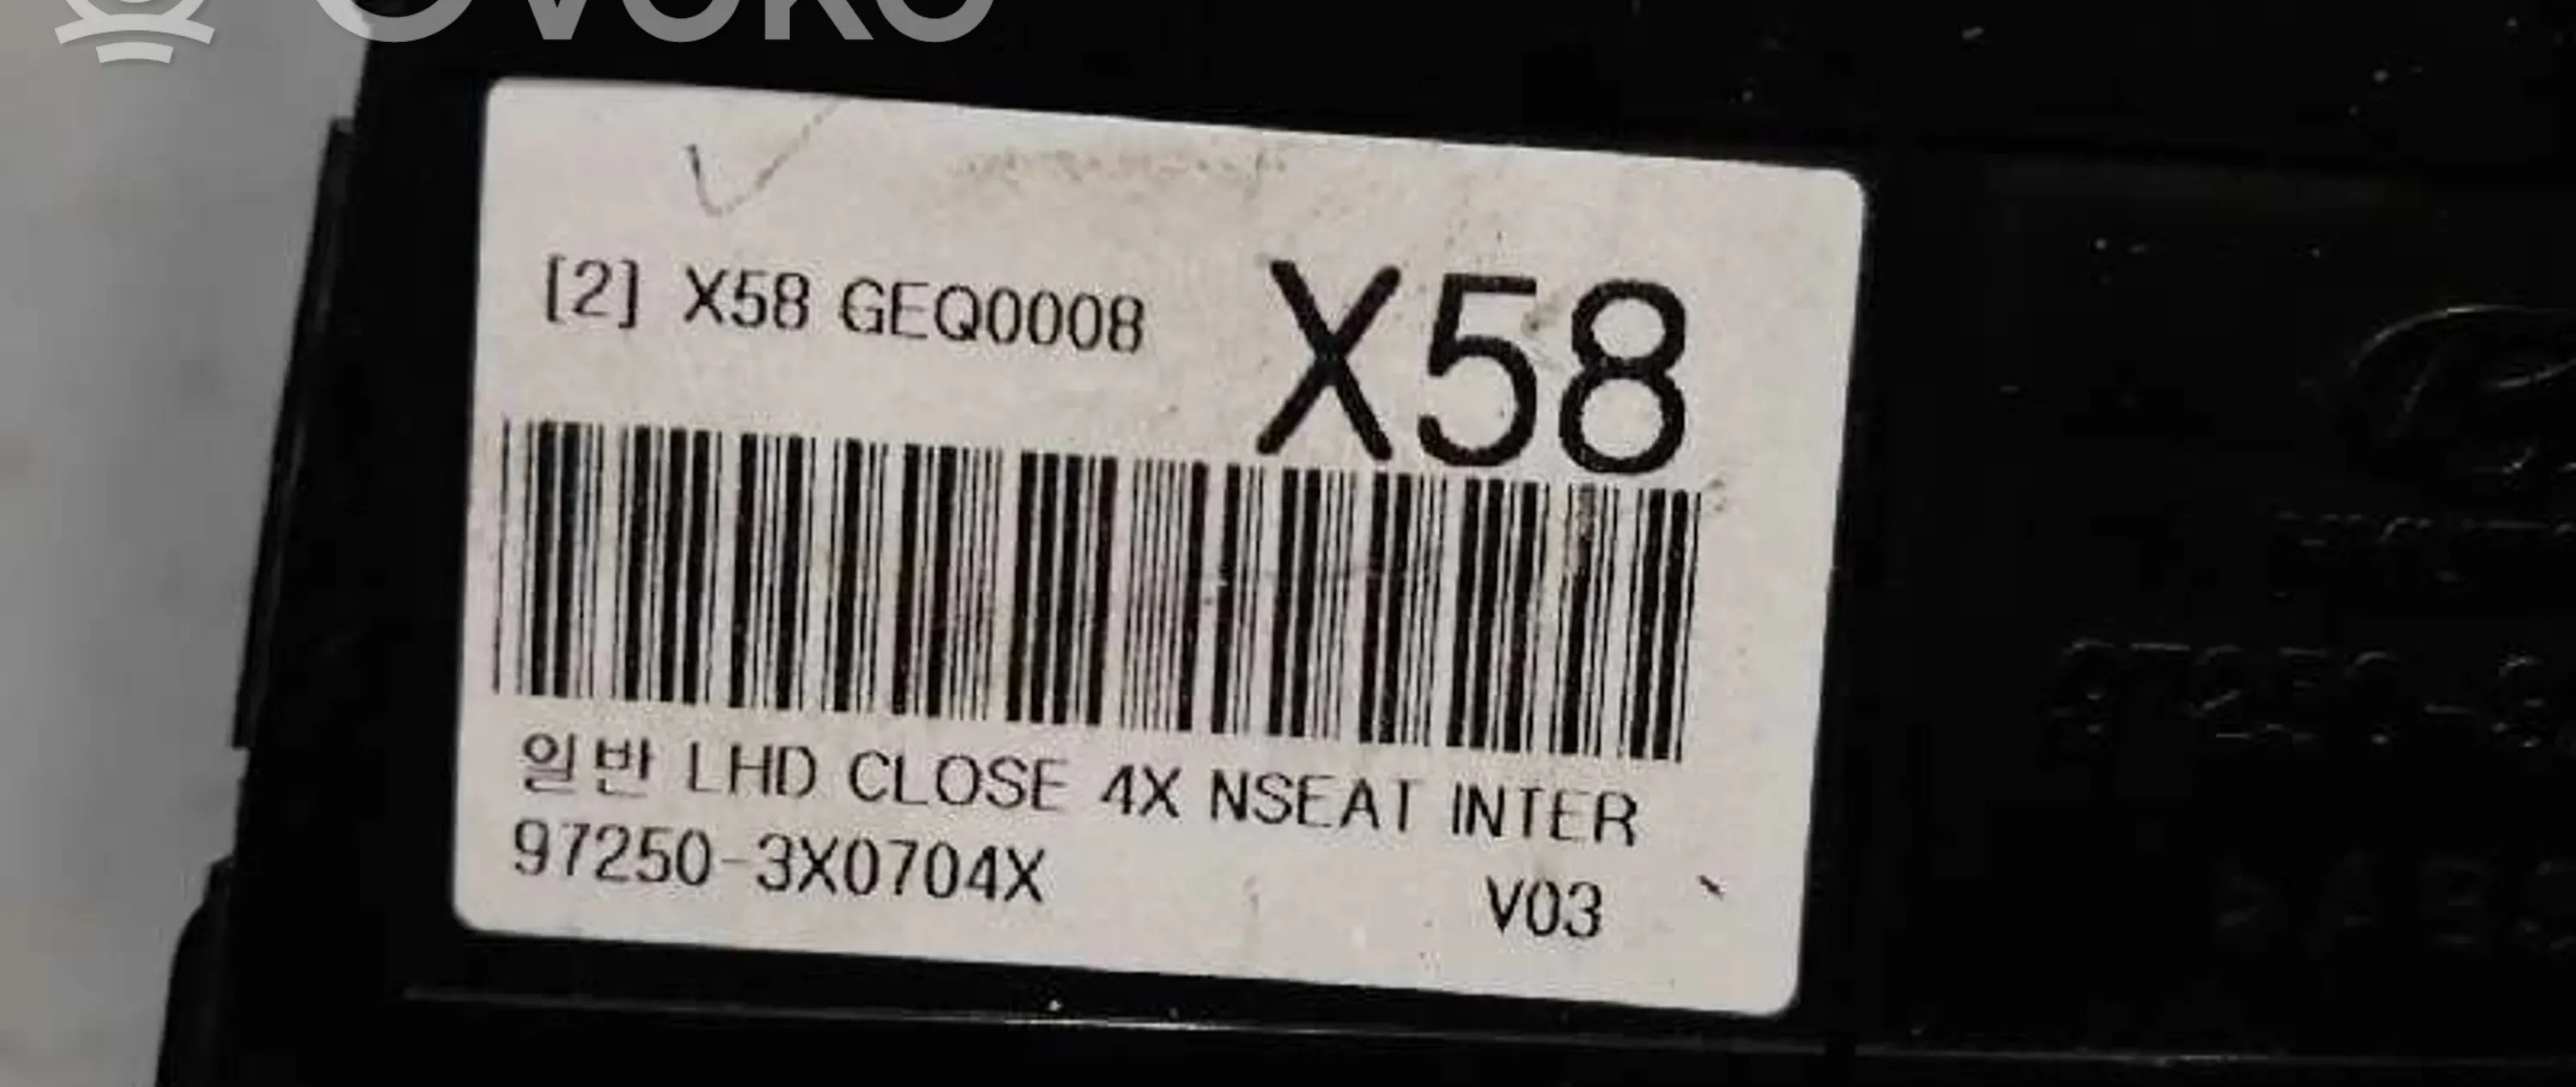 [2] X58 GEQ0008
X58
일반 LHD CLOSE 4X NSEAT INTER
97250-3X0704X
V03